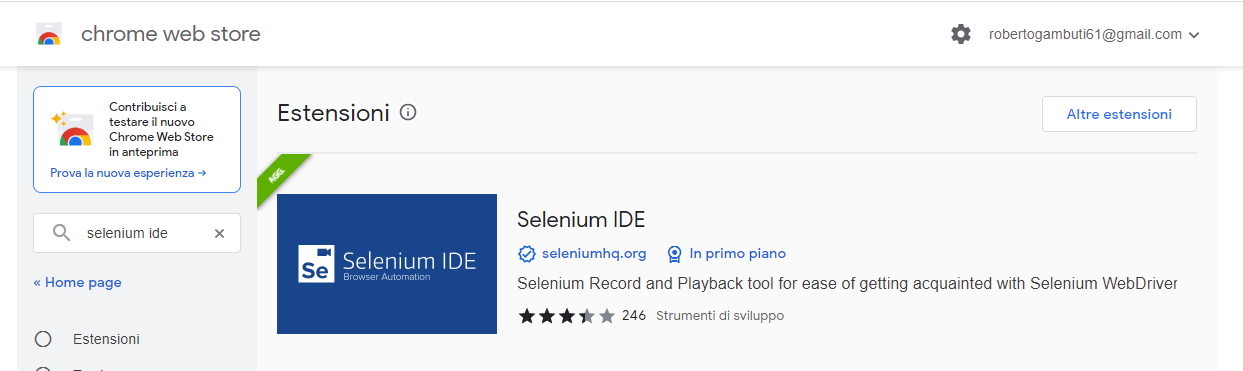 chrome web store
robertogambuti61@gmail.com
Contribuisci a
testare il nuovo
Chrome Web Store
in anteprima
Prova la nuova esperienza →
selenium ide ×
« Home page
Estensioni
Estensioni
Altre estensioni
AGG.
Se Selenium IDE
Browser Automation
Selenium IDE
seleniumhq.org In primo piano
Selenium Record and Playback tool for ease of getting acquainted with Selenium WebDriver
246 Strumenti di sviluppo